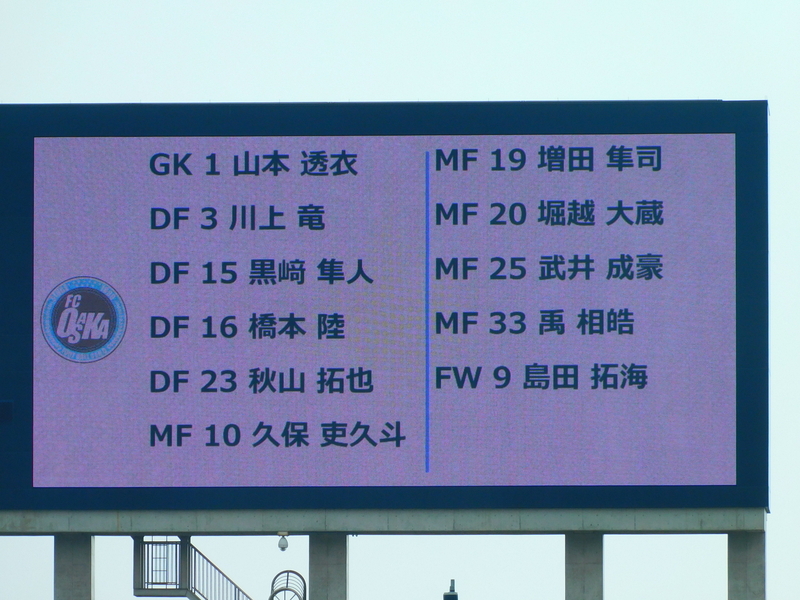 GK 1 山本 透衣
DF 3 川上 竜
DF 15 黒﨑 隼人
DF 16 橋本 陸
DF 23 秋山 拓也
MF 10 久保 吏久斗
MF 19 増田 隼司
MF 20 堀越 大蔵
MF 25 武井 成豪
MF 33 禹 相皓
FW 9 島田 拓海
FC
OSAKA